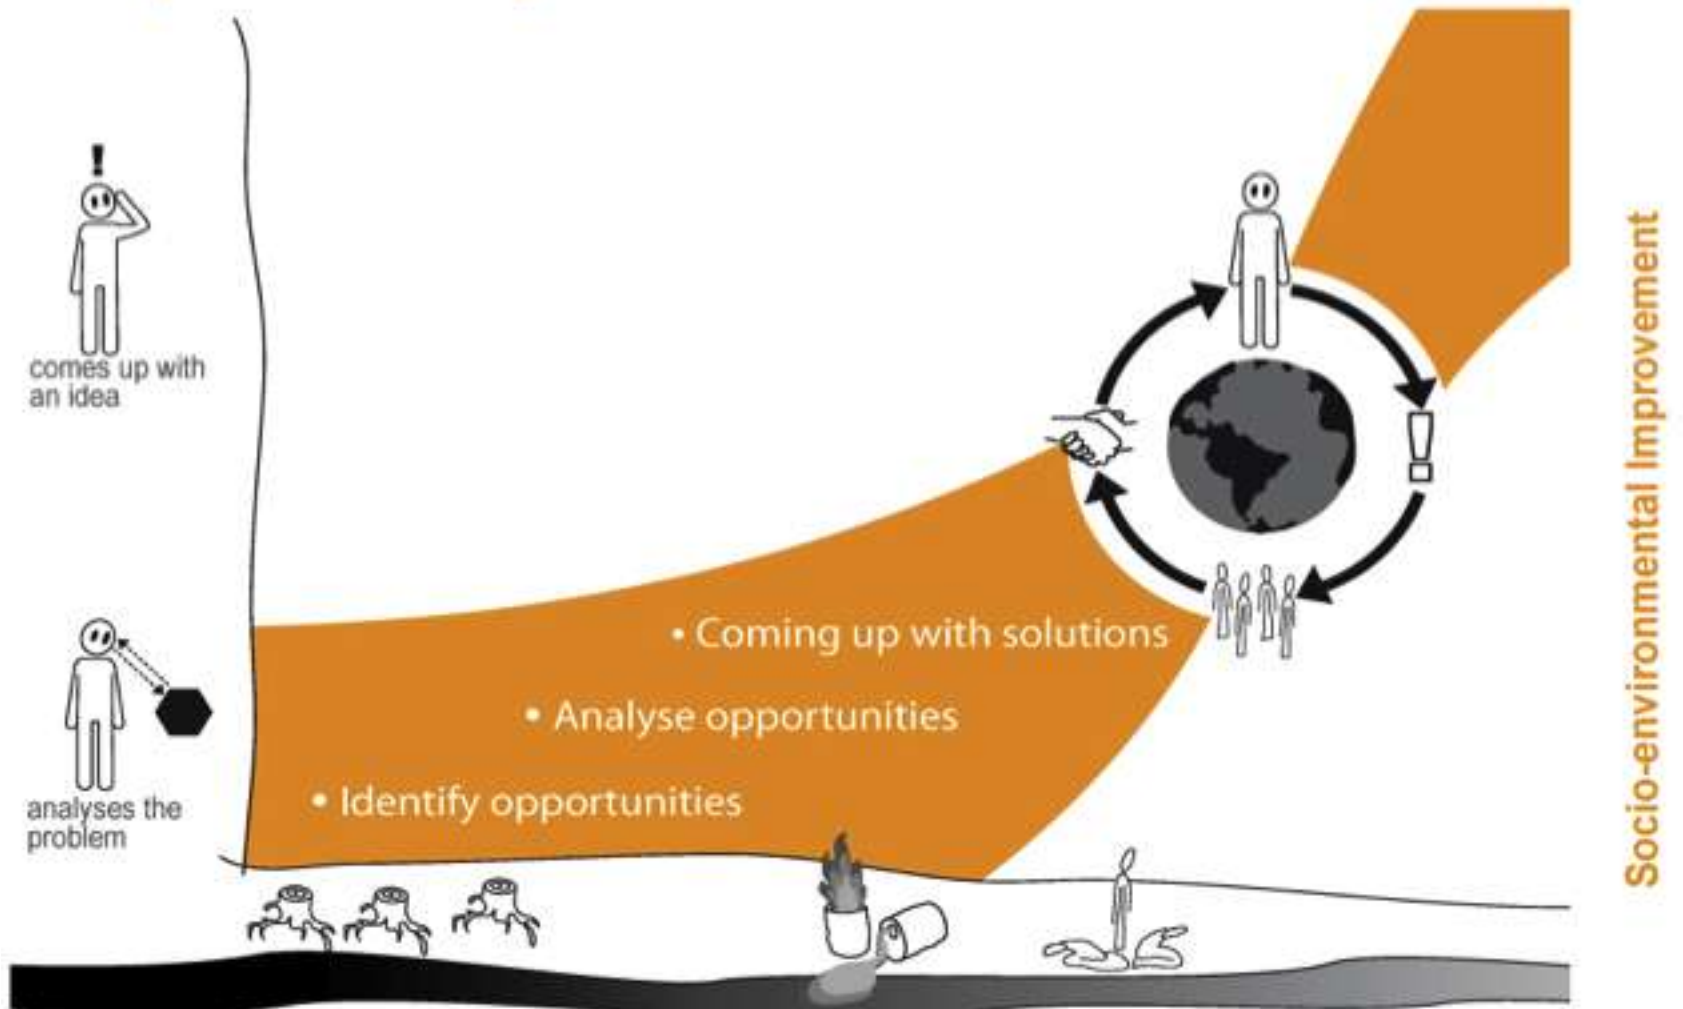 comes up with
an idea
analyses the
problem
• Coming up with solutions
• Analyse opportunities
• Identify opportunities
Socio-environmental Improvement